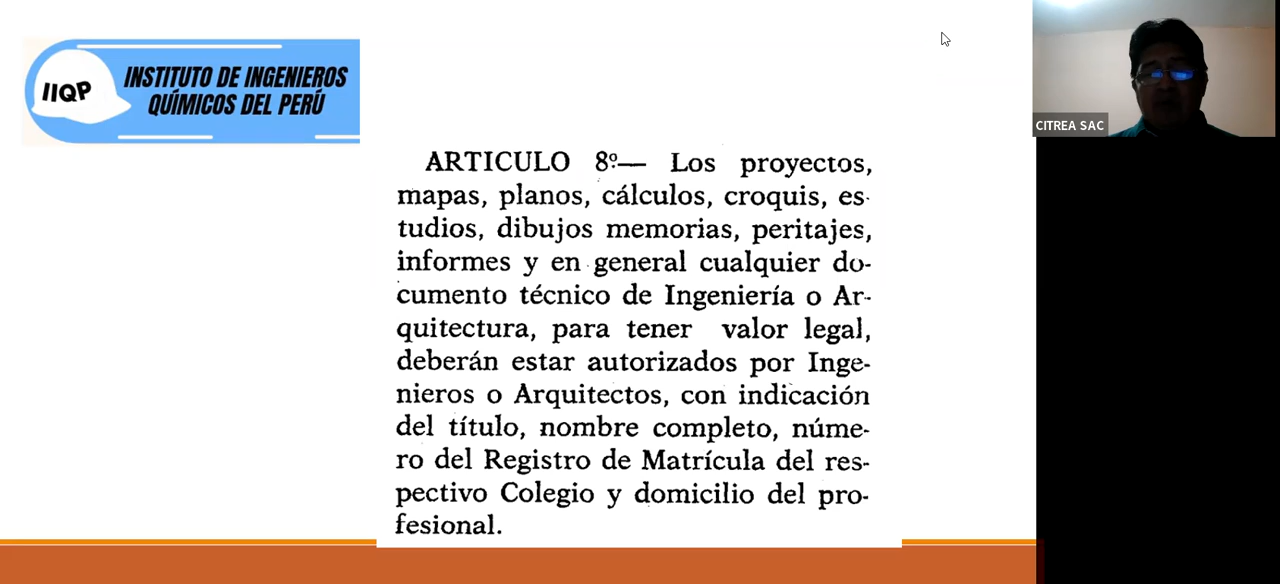 IIQP
INSTITUTO DE INGENIEROS
QUÍMICOS DEL PERÚ
CITREA SAC
ARTICULO 8º— Los proyectos,
mapas, planos, cálculos, croquis, es-
tudios, dibujos memorias, peritajes,
informes y en general cualquier do-
cumento técnico de Ingeniería o Ar-
quitectura, para tener valor legal,
deberán estar autorizados por Inge-
nieros o Arquitectos, con indicación
del título, nombre completo, núme-
ro del Registro de Matrícula del res-
pectivo Colegio y domicilio del pro-
fesional.